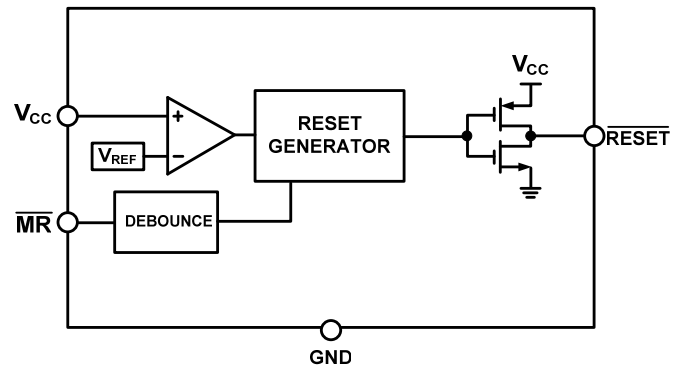 VCC
VCC
+
RESET
GENERATOR
RESET
VREF
−
MR
DEBOUNCE
GND